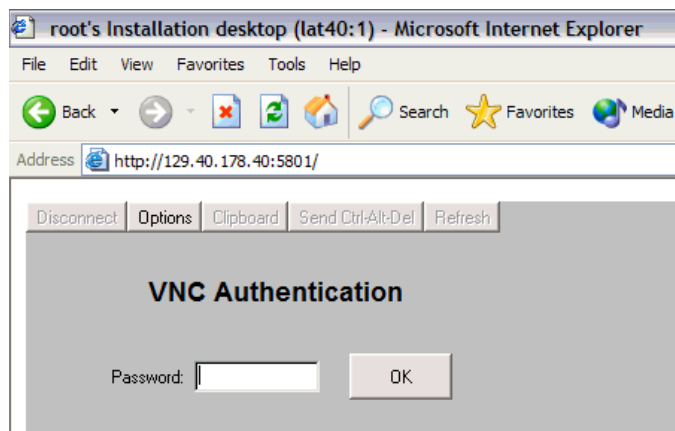 root's Installation desktop (lat40:1) - Microsoft Internet Explorer
File Edit View Favorites Tools Help
Back Search Favorites Media
Address http://129.40.178.40:5801/
Disconnect Options Clipboard Send Ctrl-Alt-Del Refresh
VNC Authentication
Password: OK